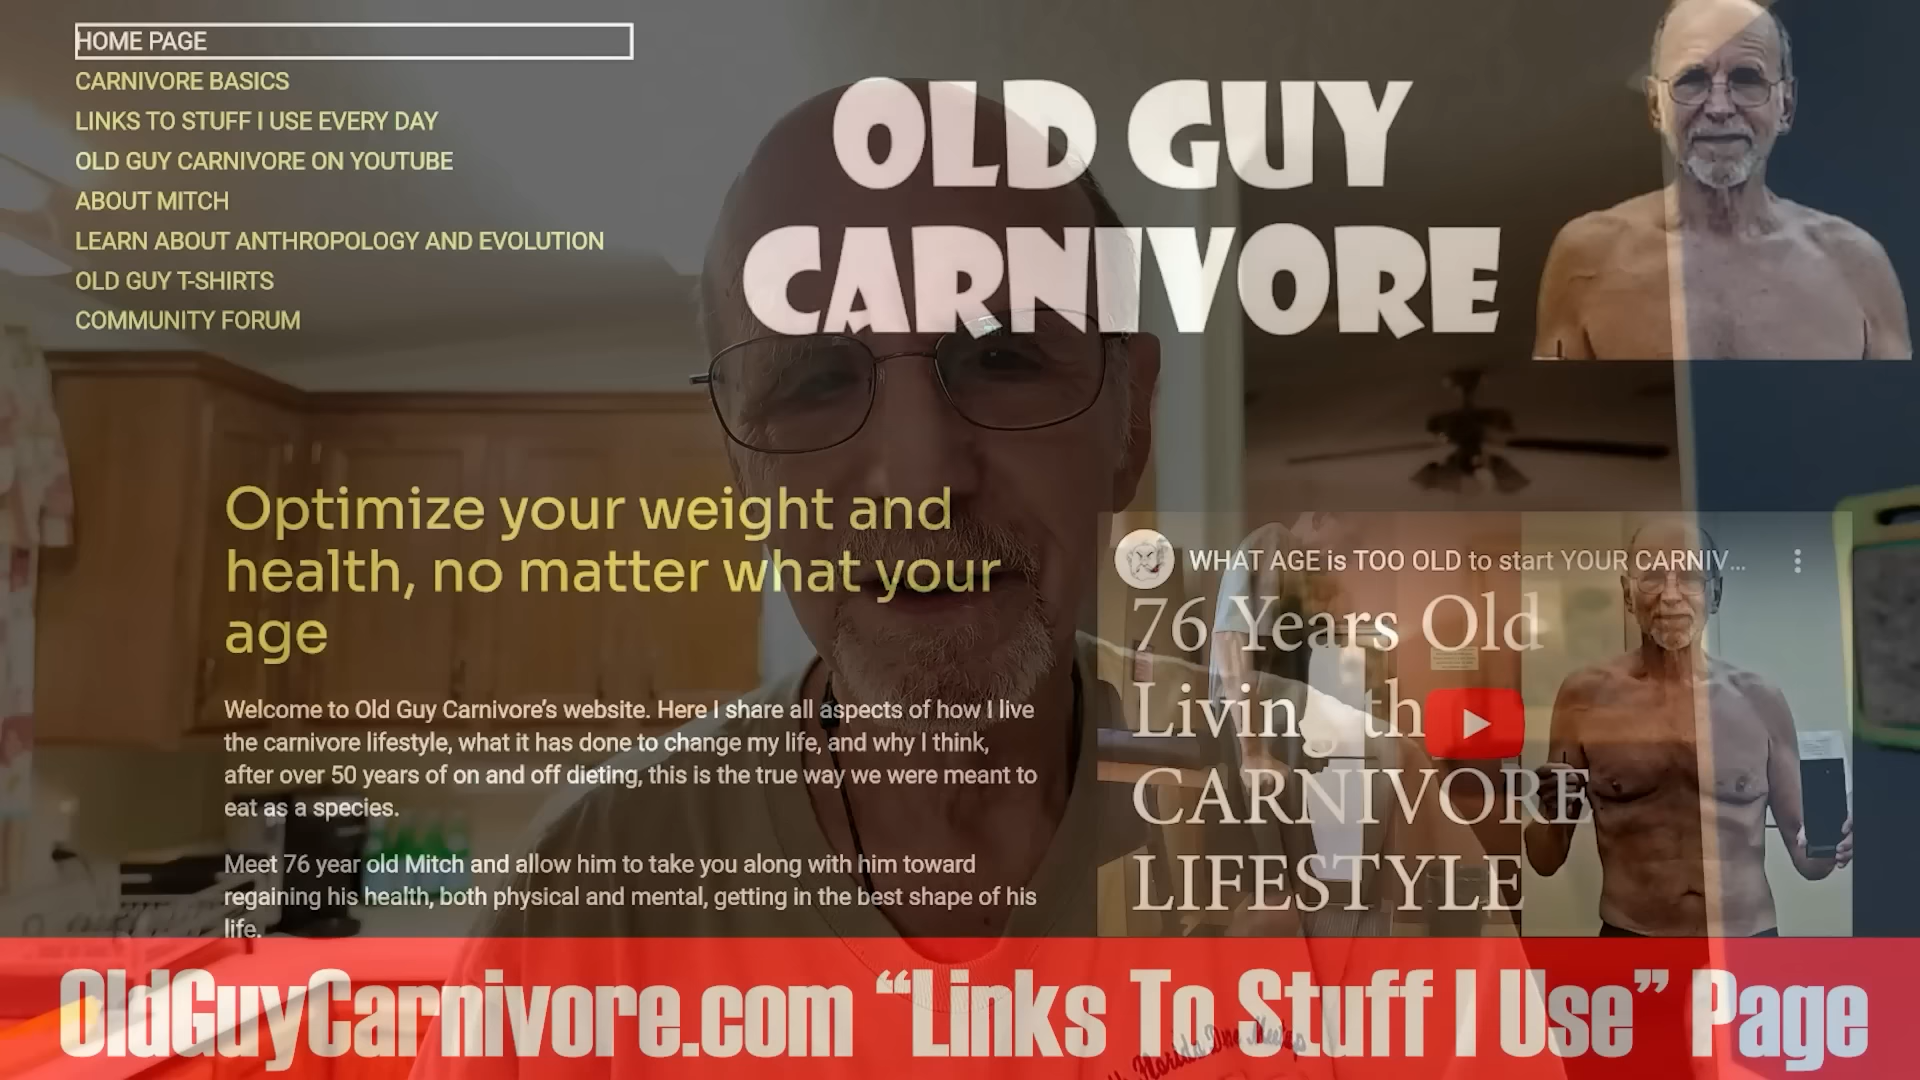 HOME PAGE
CARNIVORE BASICS
LINKS TO STUFF I USE EVERY DAY
OLD GUY CARNIVORE ON YOUTUBE
ABOUT MITCH
LEARN ABOUT ANTHROPOLOGY AND EVOLUTION
OLD GUY T-SHIRTS
COMMUNITY FORUM
OLD GUY
CARNIVORE
Optimize your weight and
health, no matter what your
age
Welcome to Old Guy Carnivore's website. Here I share all aspects of how I live
the carnivore lifestyle, what it has done to change my life, and why I think,
after over 50 years of on and off dieting, this is the true way we were meant to
eat as a species.
Meet 76 year old Mitch and allow him to take you along with him toward
regaining his health, both physical and mental, getting in the best shape of his
life.
WHAT AGE is TOO OLD to start YOUR CARNIV...
76 Years Old
Living th
CARNIVORE
LIFESTYLE
OldGuyCarnivore.com “Links To Stuff I Use” Page
Florida